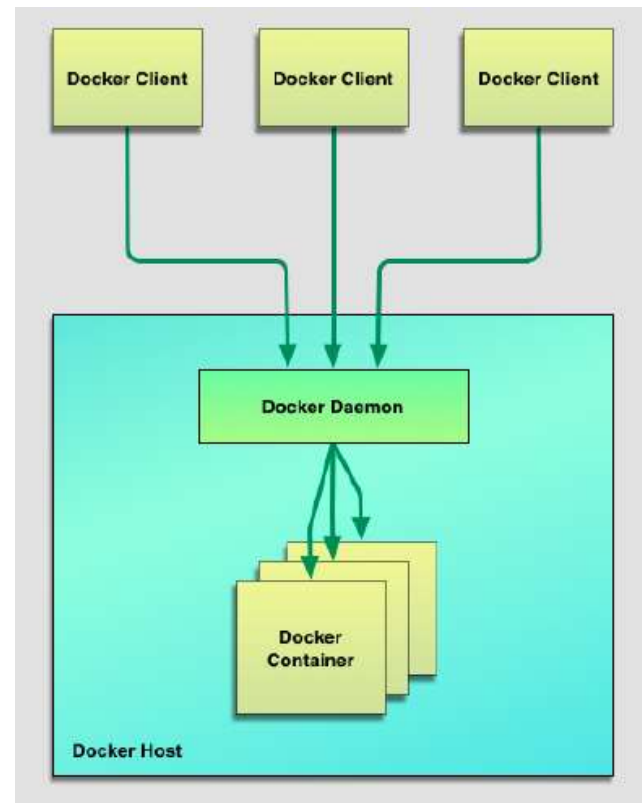 Docker Client
Docker Client
Docker Client
Docker Daemon
Docker
Container
Docker Host